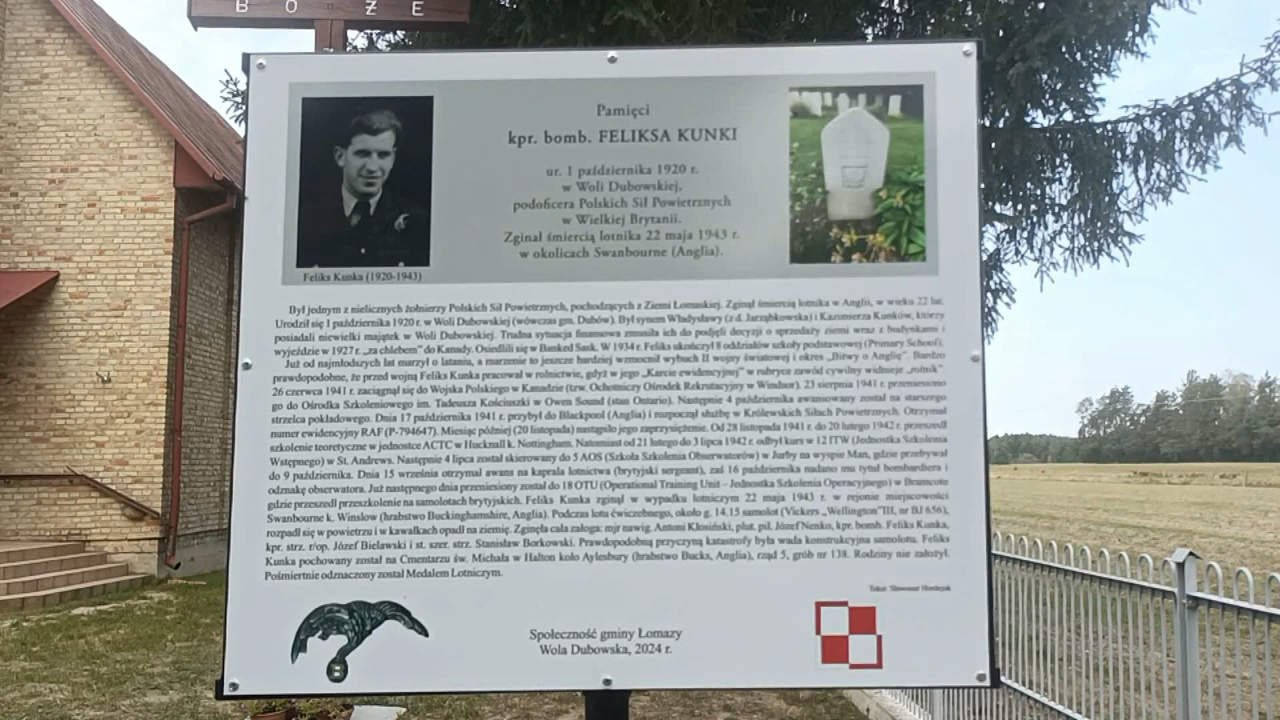 BOŻE
Pamięci
kpr. bomb. FELIKSA KUNKI
ur. 1 października 1920 r.
w Woli Dubowskiej,
podoficera Polskich Sił Powietrznych
w Wielkiej Brytanii.
Zginął śmiercią lotnika 22 maja 1943 r.
w okolicach Swanbourne (Anglia).
Feliks Kunka (1920-1943)
Był jednym z nielicznych żołnierzy Polskich Sił Powietrznych, pochodzących z Ziemi Łomaskiej. Zginął śmiercią lotnika w Anglii, w wieku 22 lat.
Urodził się 1 października 1920 r. w Woli Dubowskiej (wówczas gm. Dubów). Był synem Władysławy (z d. Jarząbkowska) i Kazimierza Konków, którzy
posiadali niewielki majątek w Woli Dubowskiej. Trudna sytuacja finansowa zmusiła ich do podjęli decyzji o sprzedaży ziemi wraz z budynkami i
wyjeździe w 1927 r. „za chlebem" do Kanady. Osiedlili się w Banked Sask. W 1934 r. Feliks ukończył 8 oddziałów szkoły podstawowej (Primary School).
Już od najmłodszych lat marzył o lataniu, a marzenie to jeszcze bardziej wzmocnił wybuch II wojny światowej i okres „Bitwy o Anglię". Bardzo
prawdopodobne, że przed wojną Feliks Kunka pracował w rolnictwie, gdyż w jego „Karcie ewidencyjnej" w rubryce zawód cywilny widnieje „rolnik"
26 czerwca 1941 r. zaciągnął się do Wojska Polskiego w Kanadzie (tzw. Ochotniczy Ośrodek Rekrutacyjny w Windsor). 23 sierpnia 1941 r. przeniesiono
go do Ośrodka Szkoleniowego im. Tadeusza Kościuszki w Owen Sound (stan Ontario). Następnie 4 października awansowany został na starszego
strzelca pokładowego. Dnia 17 października 1941 r. przybył do Blackpool (Anglia) i rozpoczął służbę w Królewskich Siłach Powietrznych. Otrzymał
numer ewidencyjny RAF (P-794647). Miesiąc później (20 listopada) nastąpiło jego zaprzysiężenie. Od 28 listopada 1941 r. do 20 lutego 1942 r. przeszedł
szkolenie teoretyczne w jednostce ACTC w Hucknall k. Nottingham. Natomiast od 21 lutego do 3 lipca 1942 r. odbył kurs w 12 ITW (Jednostka Szkolenia
Wstępnego) w St. Andrews. Następnie 4 lipca został skierowany do 5 AOS (Szkoła Szkolenia Obserwatorów) w Jurby na wyspie Man, gdzie przebywał
do 9 października. Dnia 15 września otrzymał awans na kaprala lotnictwa (brytyjski sergeant), zaś 16 października nadano mu tytuł bombardiera i
odznakę obserwatora. Już następnego dnia przeniesiony został do 18 OTU (Operational Training Unit – Jednostka Szkolenia Operacyjnego) w Bramcote
gdzie przeszedł przeszkolenie na samolotach brytyjskich. Feliks Kunka zginął w wypadku lotniczym 22 maja 1943 r. w rejonie miejscowości
Swanbourne k. Winslow (hrabstwo Buckinghamshire, Anglia). Podczas lotu ćwiczebnego, około g. 14.15 samolot (Vickers „Wellington"III, nr BJ 656),
rozpadł się w powietrzu i w kawałkach opadł na ziemię. Zginęła cała załoga: mjr nawig. Antoni Kłosiński, plut. pil. Józef Nenko, kpr. bomb. Feliks Kunka,
kpr. strz. r/op. Józef Bielawski i st. szer. strz. Stanisław Borkowski. Prawdopodobną przyczyną katastrofy była wada konstrukcyjna samolotu. Feliks
Kunka pochowany został na Cmentarzu św. Michała w Halton koło Aylesbury (hrabstwo Bucks, Anglia), rząd 5, grób nr 138. Rodziny nie założył.
Pośmiertnie odznaczony został Medalem Lotniczym.
Tekst: Sławomir Hordejuk
Społeczność gminy Łomazy
Wola Dubowska, 2024 r.